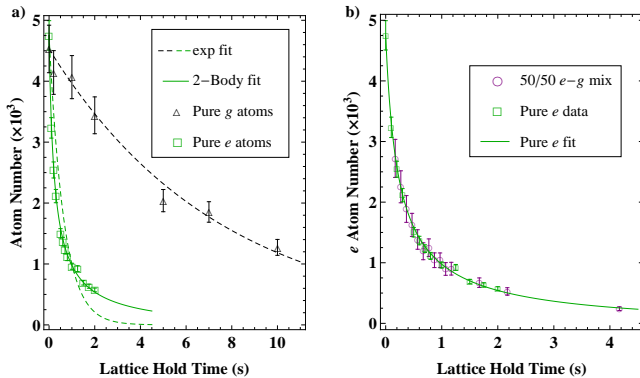 a)
5
4
3
2
1
0
Atom Number (×10³)
exp fit
2−Body fit
Pure g atoms
Pure e atoms
0 2 4 6 8 10
Lattice Hold Time (s)
b)
5
4
3
2
1
0
e Atom Number (×10³)
50/50 e−g mix
Pure e data
Pure e fit
0 1 2 3 4
Lattice Hold Time (s)